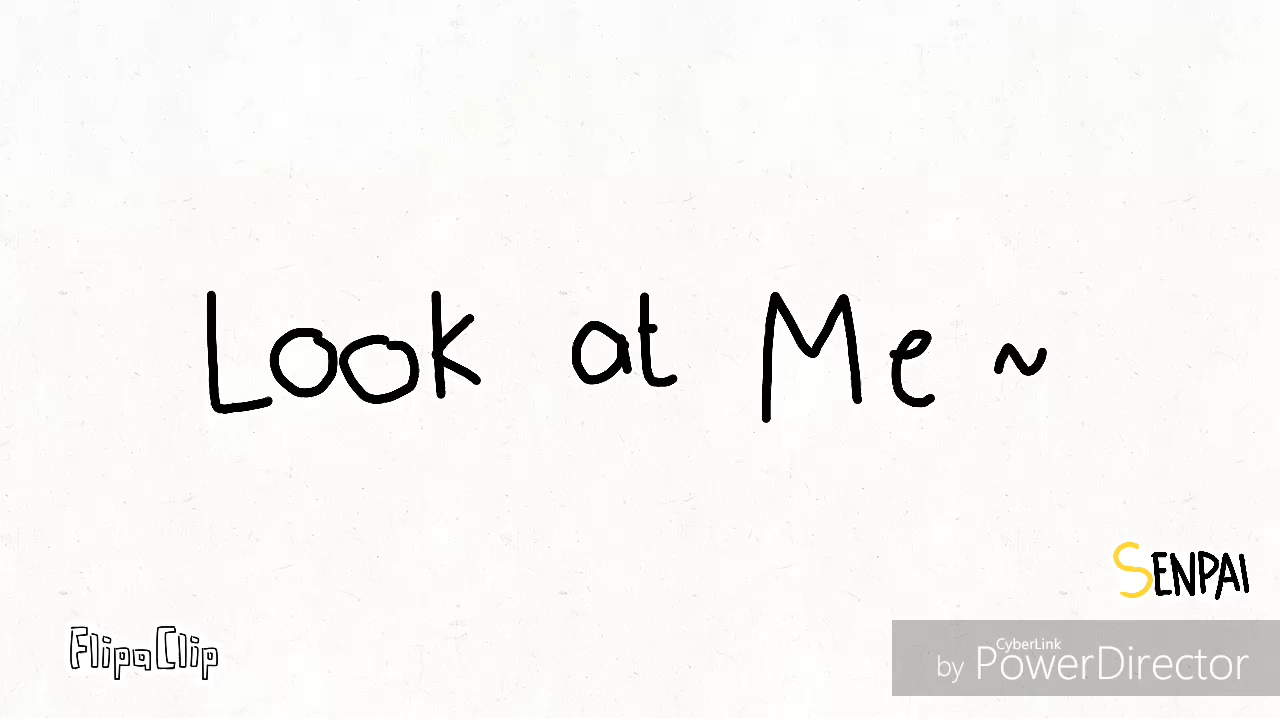 Look at Me ~
SENPAI
FlipaClip
CyberLink
by PowerDirector